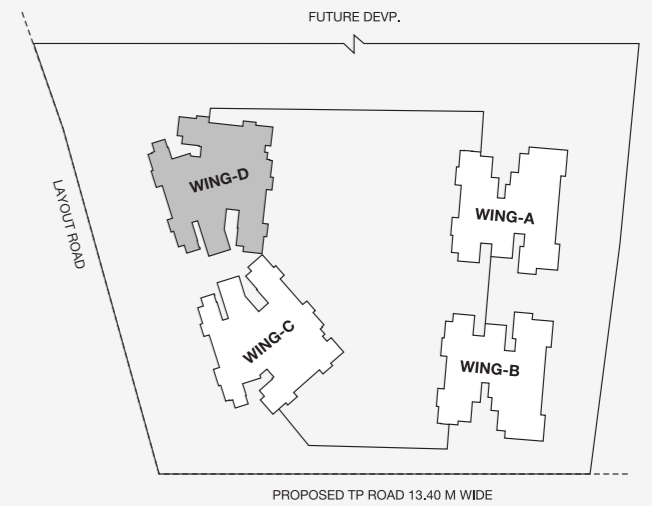 FUTURE DEVP.
WING-D
WING-A
LAYOUT ROAD
WING-C
WING-B
PROPOSED TP ROAD 13.40 M WIDE